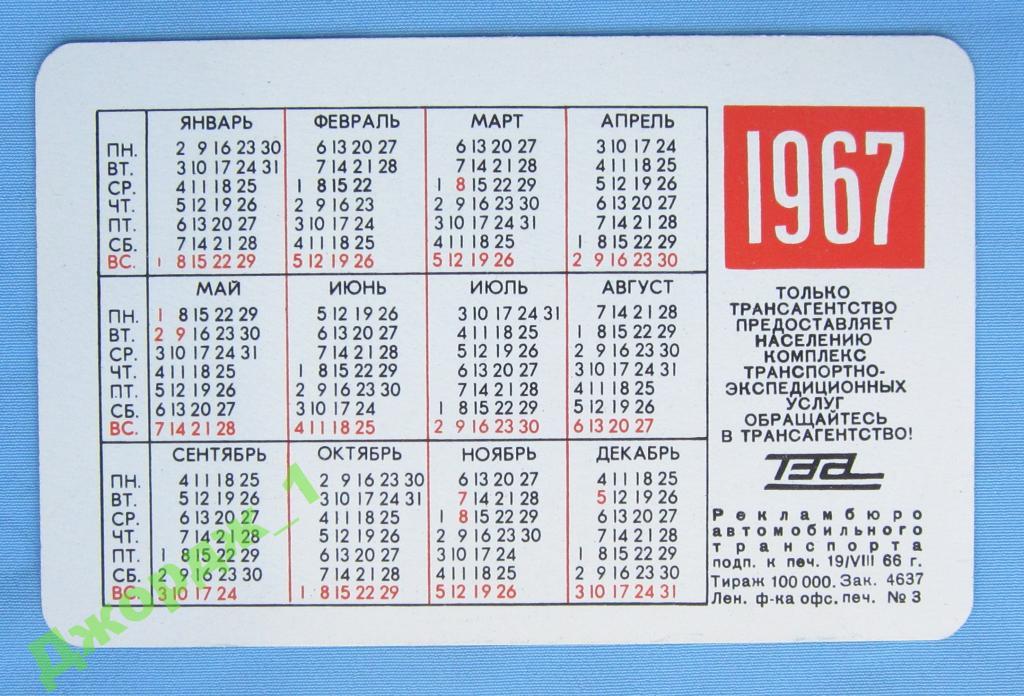 ЯНВАРЬ ФЕВРАЛЬ МАРТ АПРЕЛЬ
ПН. 2 9 16 23 30 6 13 20 27 6 13 20 27 3 10 17 24
ВТ. 3 10 17 24 31 7 14 21 28 7 14 21 28 4 11 18 25
СР. 4 11 18 25 1 8 15 22 1 8 15 22 29 5 12 19 26
ЧТ. 5 12 19 26 2 9 16 23 2 9 16 23 30 6 13 20 27
ПТ. 6 13 20 27 3 10 17 24 3 10 17 24 31 7 14 21 28
СБ. 7 14 21 28 4 11 18 25 4 11 18 25 1 8 15 22 29
ВС. 1 8 15 22 29 5 12 19 26 5 12 19 26 2 9 16 23 30
МАЙ ИЮНЬ ИЮЛЬ АВГУСТ
ПН. 1 8 15 22 29 5 12 19 26 3 10 17 24 31 7 14 21 28
ВТ. 2 9 16 23 30 6 13 20 27 4 11 18 25 1 8 15 22 29
СР. 3 10 17 24 31 7 14 21 28 5 12 19 26 2 9 16 23 30
ЧТ. 4 11 18 25 1 8 15 22 29 6 13 20 27 3 10 17 24 31
ПТ. 5 12 19 26 2 9 16 23 30 7 14 21 28 4 11 18 25
СБ. 6 13 20 27 3 10 17 24 1 8 15 22 29 5 12 19 26
ВС. 7 14 21 28 4 11 18 25 2 9 16 23 30 6 13 20 27
СЕНТЯБРЬ ОКТЯБРЬ НОЯБРЬ ДЕКАБРЬ
ПН. 4 11 18 25 2 9 16 23 30 6 13 20 27 4 11 18 25
ВТ. 5 12 19 26 3 10 17 24 31 7 14 21 28 5 12 19 26
СР. 6 13 20 27 4 11 18 25 1 8 15 22 29 6 13 20 27
ЧТ. 7 14 21 28 5 12 19 26 2 9 16 23 30 7 14 21 28
ПТ. 1 8 15 22 29 6 13 20 27 3 10 17 24 1 8 15 22 29
СБ. 2 9 16 23 30 7 14 21 28 4 11 18 25 2 9 16 23 30
ВС. 3 10 17 24 1 8 15 22 29 5 12 19 26 3 10 17 24 31
1967
ТОЛЬКО
ТРАНСАГЕНТСТВО
ПРЕДОСТАВЛЯЕТ
НАСЕЛЕНИЮ
КОМПЛЕКС
ТРАНСПОРТНО-
ЭКСПЕДИЦИОННЫХ
УСЛУГ
ОБРАЩАЙТЕСЬ
В ТРАНСАГЕНТСТВО!
ТЭА
Рекламбюро
автомобильного
транспорта
подп. к печ. 19/VIII 66 г.
Тираж 100 000. Зак. 4637
Лен. ф-ка офс. печ. № 3
Джордж_1